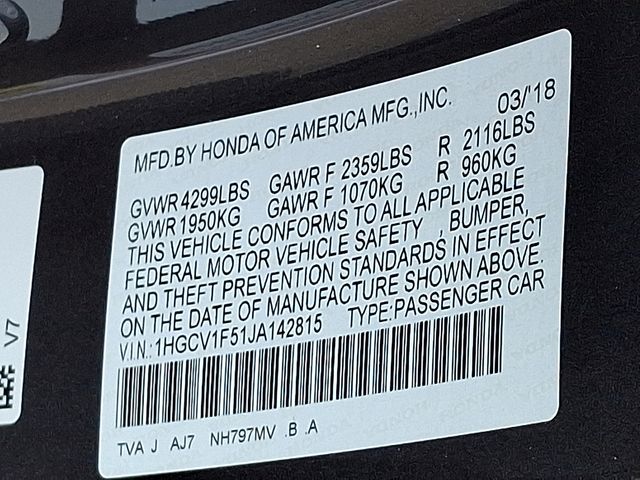 MFD.BY HONDA OF AMERICA MFG.,INC. 03/'18
GVWR 4299LBS GAWR F 2359LBS R 2116LBS
GVWR 1950KG GAWR F 1070KG R 960KG
THIS VEHICLE CONFORMS TO ALL APPLICABLE
FEDERAL MOTOR VEHICLE SAFETY , BUMPER,
AND THEFT PREVENTION STANDARDS IN EFFECT
ON THE DATE OF MANUFACTURE SHOWN ABOVE.
V.I.N.:1HGCV1F51JA142815 TYPE:PASSENGER CAR
TVA J AJ7 NH797MV .B .A
V7